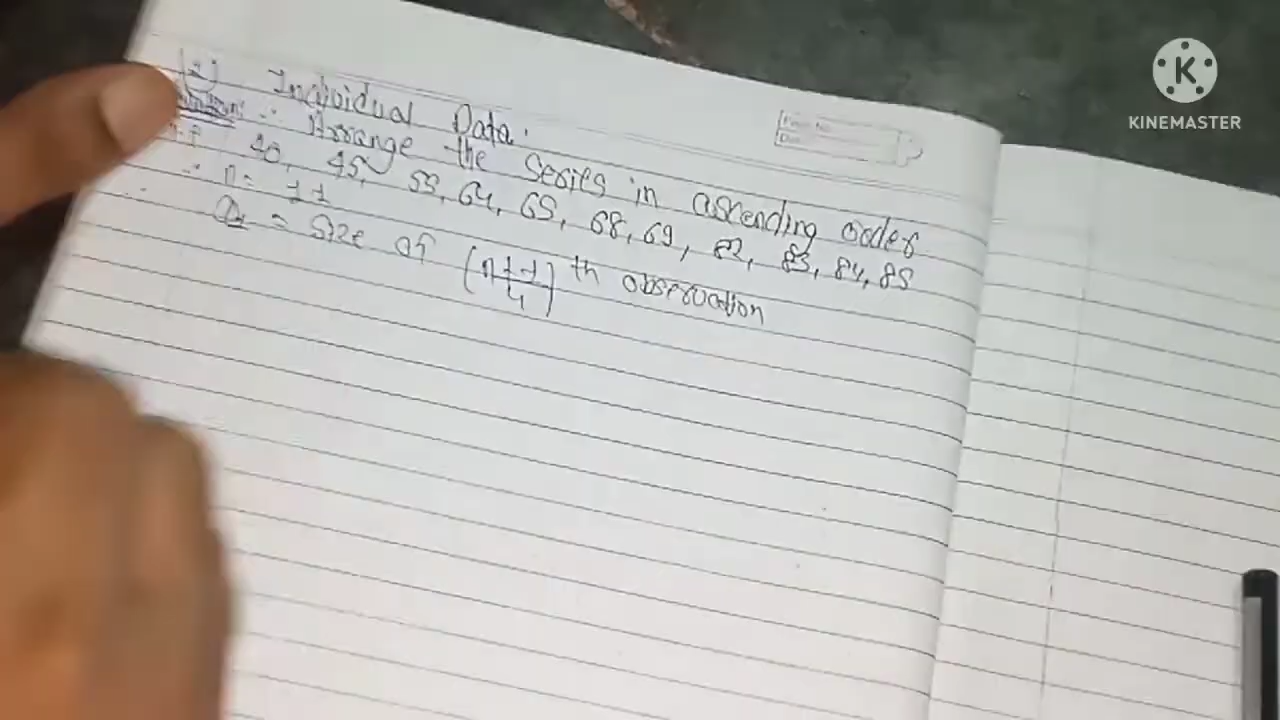 Individual Data.
∴ Arrange the series in ascending order
40, 45, 55, 64, 65, 68, 69, 82, 83, 84, 85
∴ n = 11
Q1 = Size of (n+1/4) th observation
KINEMASTER